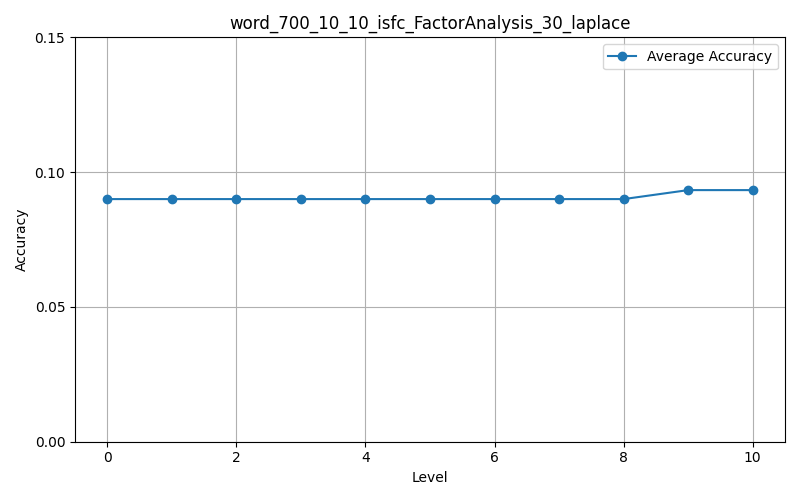 word_700_10_10_isfc_FactorAnalysis_30_laplace
Average Accuracy
0.15
0.10
0.05
0.00
Accuracy
0 2 4 6 8 10
Level